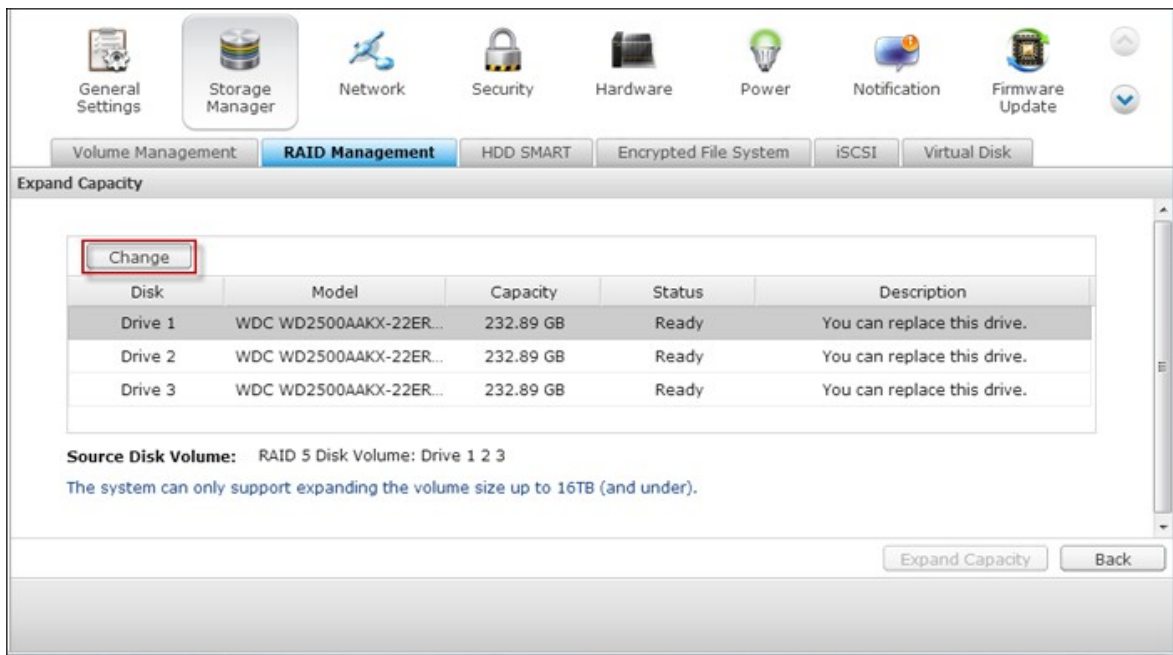 General Settings
Storage Manager
Network
Security
Hardware
Power
Notification
Firmware Update
Volume Management
RAID Management
HDD SMART
Encrypted File System
iSCSI
Virtual Disk
Expand Capacity
Change
Disk Model Capacity Status Description
Drive 1 WDC WD2500AAKX-22ER... 232.89 GB Ready You can replace this drive.
Drive 2 WDC WD2500AAKX-22ER... 232.89 GB Ready You can replace this drive.
Drive 3 WDC WD2500AAKX-22ER... 232.89 GB Ready You can replace this drive.
Source Disk Volume: RAID 5 Disk Volume: Drive 1 2 3
The system can only support expanding the volume size up to 16TB (and under).
Expand Capacity
Back